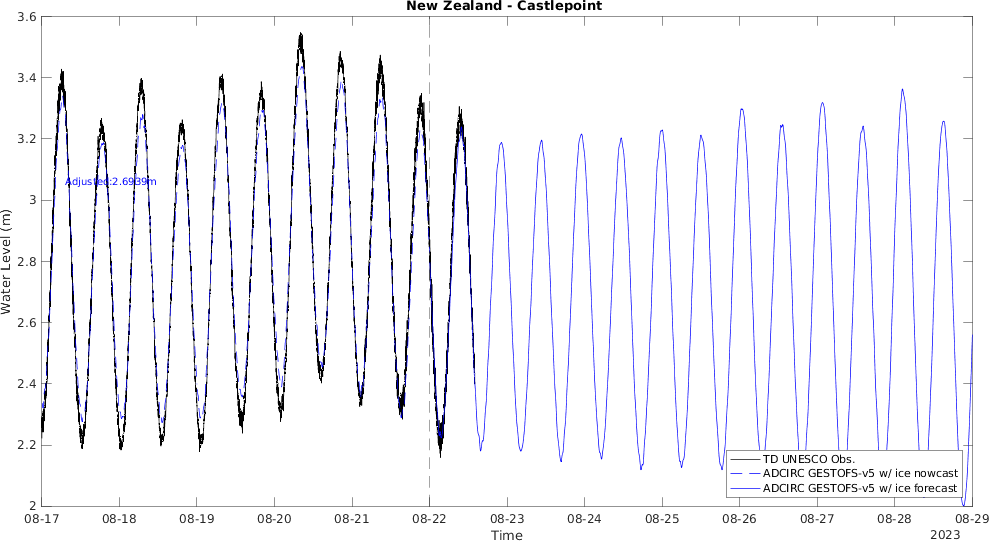 New Zealand - Castlepoint
3.6
3.4
3.2
3
2.8
2.6
2.4
2.2
2
Water Level (m)
Adjusted:2.6939m
TD UNESCO Obs.
ADCIRC GESTOFS-v5 w/ ice nowcast
ADCIRC GESTOFS-v5 w/ ice forecast
08-17 08-18 08-19 08-20 08-21 08-22 08-23 08-24 08-25 08-26 08-27 08-28 08-29
Time
2023